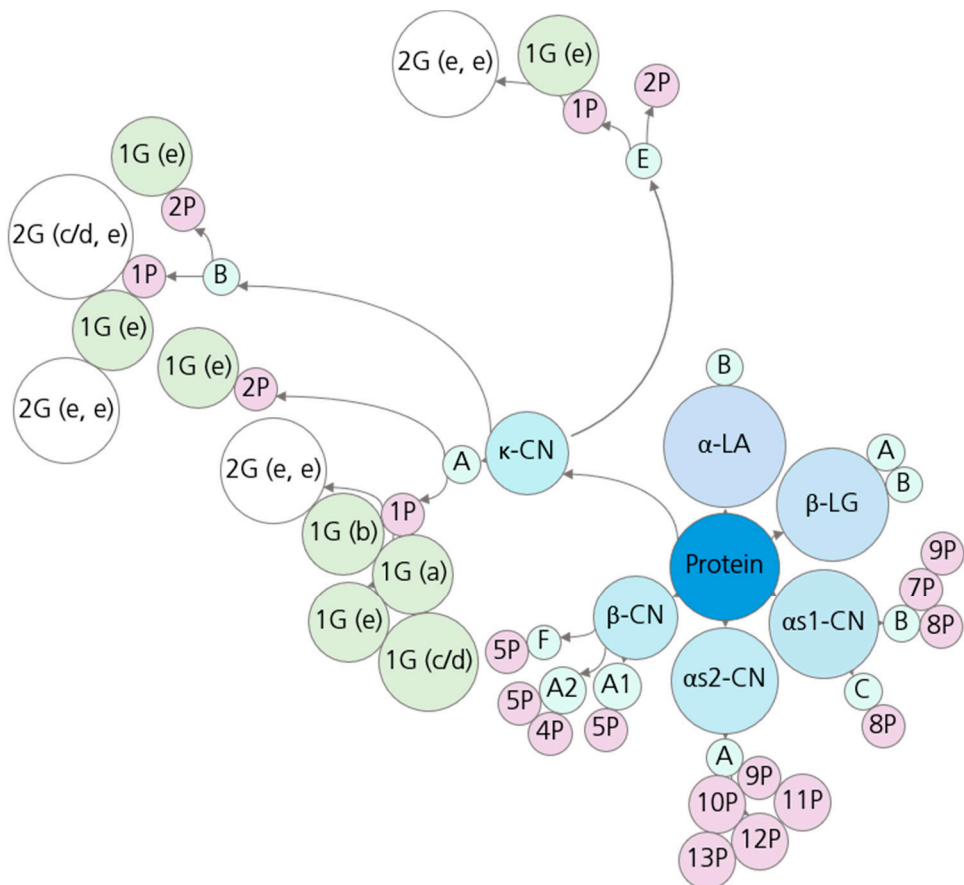 2G (e, e)
1G (e)
1P
2P
E
1G (e)
2P
2G (c/d, e)
1P
B
1G (e)
2G (e, e)
1G (e)
2P
2G (e, e)
A
1P
1G (b)
1G (a)
1G (e)
1G (c/d)
κ-CN
B
α-LA
A
B
β-LG
Protein
9P
7P
8P
B
αs1-CN
C
8P
β-CN
F
5P
A2
5P
4P
A1
5P
αs2-CN
A
9P
10P
11P
12P
13P